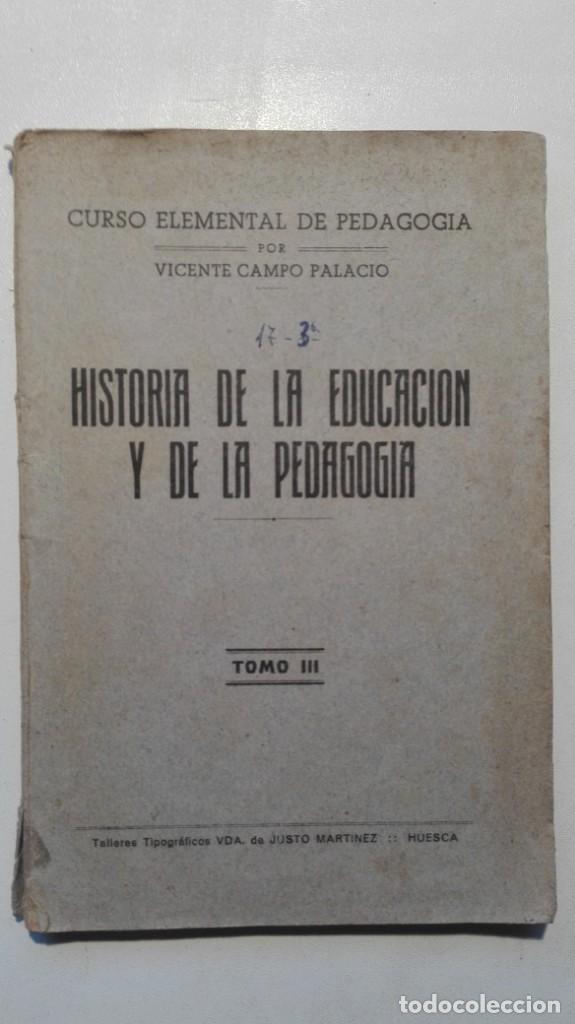 CURSO ELEMENTAL DE PEDAGOGIA
POR
VICENTE CAMPO PALACIO
17-3º
HISTORIA DE LA EDUCACION
Y DE LA PEDAGOGIA
TOMO III
Talleres Tipográficos VDA. de JUSTO MARTINEZ :: HUESCA
todocoleccion